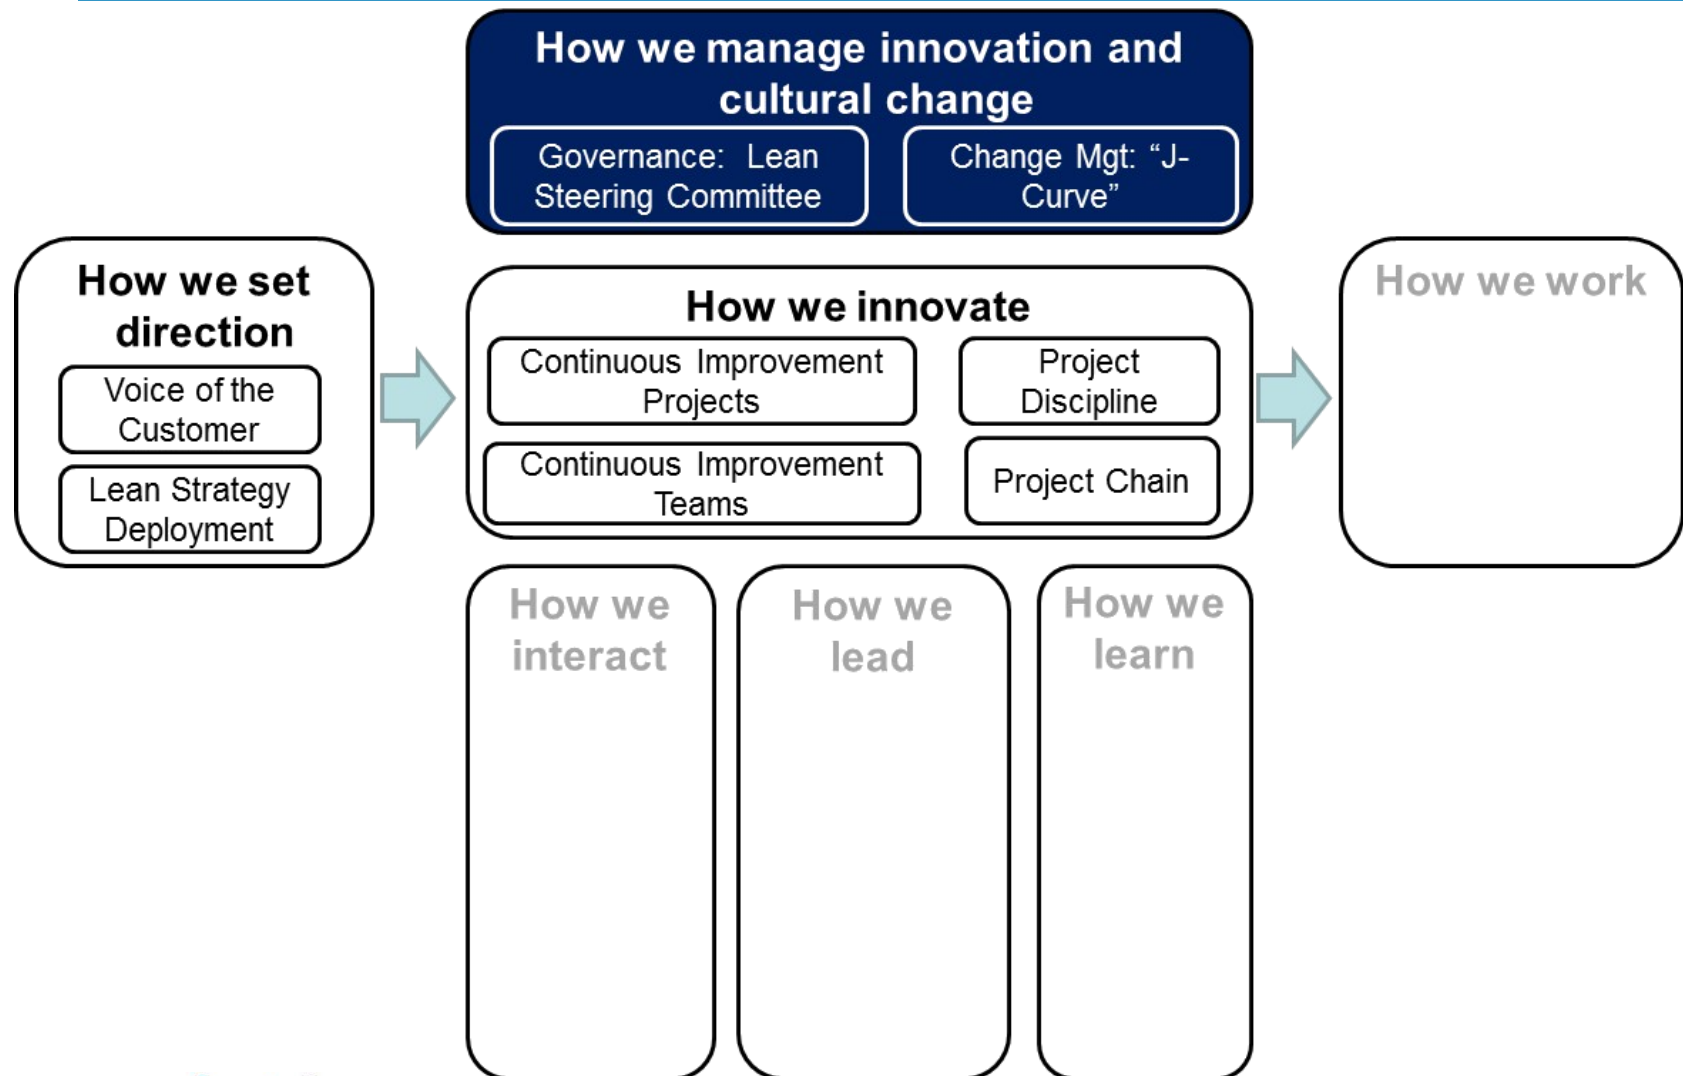 How we manage innovation and
cultural change
Governance: Lean
Steering Committee
Change Mgt: “J-
Curve”
How we set
direction
Voice of the
Customer
Lean Strategy
Deployment
How we innovate
Continuous Improvement
Projects
Project
Discipline
Continuous Improvement
Teams
Project Chain
How we work
How we
interact
How we
lead
How we
learn